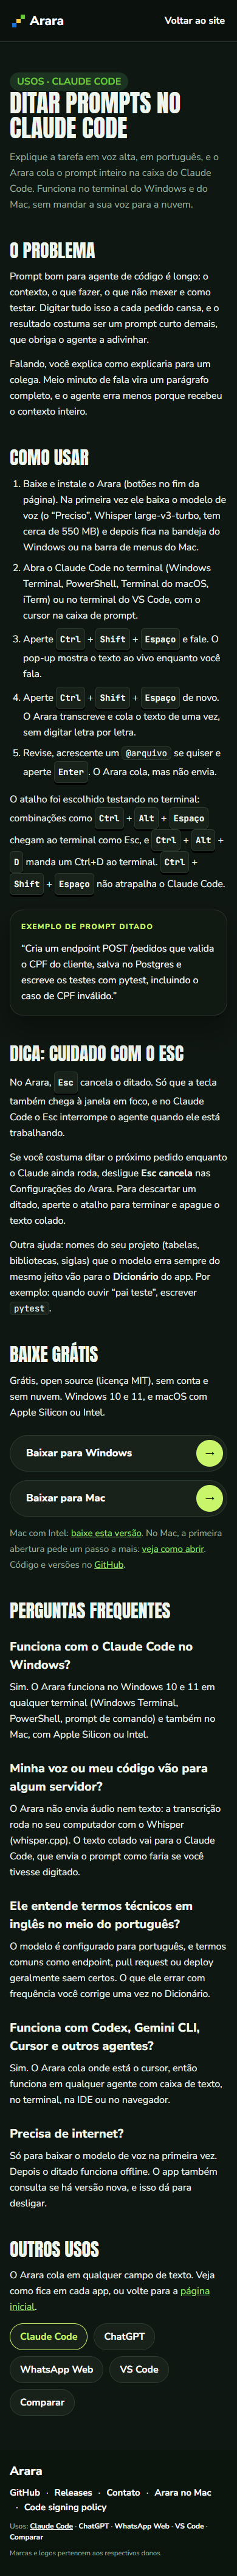 Arara
Voltar ao site
USOS · CLAUDE CODE
DITAR PROMPTS NO
CLAUDE CODE
Explique a tarefa em voz alta, em português, e o
Arara cola o prompt inteiro na caixa do Claude
Code. Funciona no terminal do Windows e do
Mac, sem mandar a sua voz para a nuvem.
O PROBLEMA
Prompt bom para agente de código é longo: o
contexto, o que fazer, o que não mexer e como
testar. Digitar tudo isso a cada pedido cansa, e o
resultado costuma ser um prompt curto demais,
que obriga o agente a adivinhar.
Falando, você explica como explicaria para um
colega. Meio minuto de fala vira um parágrafo
completo, e o agente erra menos porque recebeu
o contexto inteiro.
COMO USAR
1. Baixe e instale o Arara (botões no fim da
página). Na primeira vez ele baixa o modelo de
voz (o “Preciso”, Whisper large-v3-turbo, tem
cerca de 550 MB) e depois fica na bandeja do
Windows ou na barra de menus do Mac.
2. Abra o Claude Code no terminal (Windows
Terminal, PowerShell, Terminal do macOS,
iTerm) ou no terminal do VS Code, com o
cursor na caixa de prompt.
3. Aperte Ctrl + Shift + Espaço e fale. O
pop-up mostra o texto ao vivo enquanto você
fala.
4. Aperte Ctrl + Shift + Espaço de novo.
O Arara transcreve e cola o texto de uma vez,
sem digitar letra por letra.
5. Revise, acrescente um @arquivo se quiser e
aperte Enter. O Arara cola, mas não envia.
O atalho foi escolhido testando no terminal:
combinações como Ctrl + Alt + Espaço
chegam ao terminal como Esc, e Ctrl + Alt +
D manda um Ctrl+D ao terminal. Ctrl +
Shift + Espaço não atrapalha o Claude Code.
EXEMPLO DE PROMPT DITADO
“Cria um endpoint POST /pedidos que valida
o CPF do cliente, salva no Postgres e
escreve os testes com pytest, incluindo o
caso de CPF inválido.”
DICA: CUIDADO COM O ESC
No Arara, Esc cancela o ditado. Só que a tecla
também chega à janela em foco, e no Claude
Code o Esc interrompe o agente quando ele está
trabalhando.
Se você costuma ditar o próximo pedido enquanto
o Claude ainda roda, desligue Esc cancela nas
Configurações do Arara. Para descartar um
ditado, aperte o atalho para terminar e apague o
texto colado.
Outra ajuda: nomes do seu projeto (tabelas,
bibliotecas, siglas) que o modelo erra sempre do
mesmo jeito vão para o Dicionário do app. Por
exemplo: quando ouvir “pai teste”, escrever
pytest.
BAIXE GRÁTIS
Grátis, open source (licença MIT), sem conta e
sem nuvem. Windows 10 e 11, e macOS com
Apple Silicon ou Intel.
Baixar para Windows →
Baixar para Mac →
Mac com Intel: baixe esta versão. No Mac, a primeira
abertura pede um passo a mais: veja como abrir.
Código e versões no GitHub.
PERGUNTAS FREQUENTES
Funciona com o Claude Code no
Windows?
Sim. O Arara funciona no Windows 10 e 11 em
qualquer terminal (Windows Terminal,
PowerShell, prompt de comando) e também no
Mac, com Apple Silicon ou Intel.
Minha voz ou meu código vão para
algum servidor?
O Arara não envia áudio nem texto: a transcrição
roda no seu computador com o Whisper
(whisper.cpp). O texto colado vai para o Claude
Code, que envia o prompt como faria se você
tivesse digitado.
Ele entende termos técnicos em
inglês no meio do português?
O modelo é configurado para português, e termos
comuns como endpoint, pull request ou deploy
geralmente saem certos. O que ele errar com
frequência você corrige uma vez no Dicionário.
Funciona com Codex, Gemini CLI,
Cursor e outros agentes?
Sim. O Arara cola onde está o cursor, então
funciona em qualquer agente com caixa de texto,
no terminal, na IDE ou no navegador.
Precisa de internet?
Só para baixar o modelo de voz na primeira vez.
Depois o ditado funciona offline. O app também
consulta se há versão nova, e isso dá para
desligar.
OUTROS USOS
O Arara cola em qualquer campo de texto. Veja
como fica em cada app, ou volte para a página
inicial.
Claude Code
ChatGPT
WhatsApp Web
VS Code
Comparar
Arara
GitHub · Releases · Contato · Arara no Mac
· Code signing policy
Usos: Claude Code · ChatGPT · WhatsApp Web · VS Code ·
Comparar
Marcas e logos pertencem aos respectivos donos.